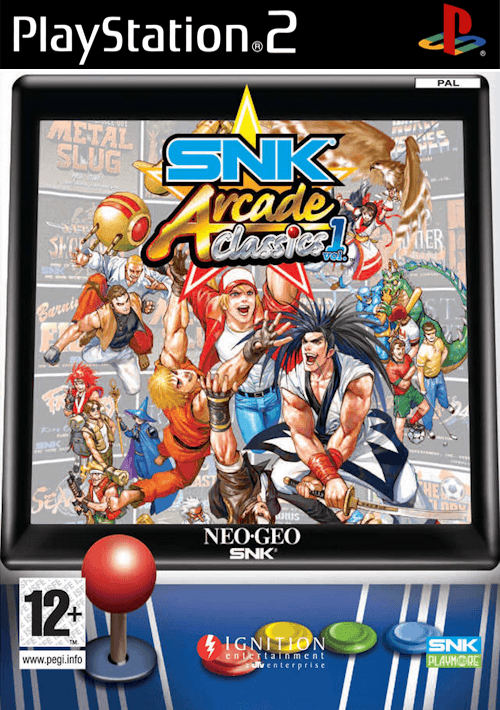 PlayStation®2
PAL
METAL
SLUG
SNK
Arcade
Classics
vol. 1
NEO·GEO
SNK®
12+
www.pegi.info
IGNITION
entertainment
enterprise
SNK
PLAYMORE